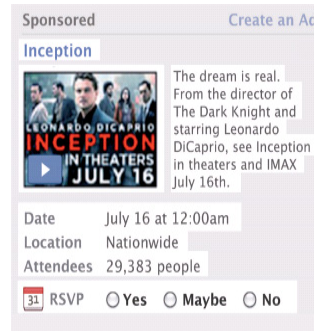 Sponsored Create an Ad
Inception
LEONARDO DICAPRIO
INCEPTION
IN THEATERS
JULY 16
The dream is real.
From the director of
The Dark Knight and
starring Leonardo
DiCaprio, see Inception
in theaters and IMAX
July 16th.
Date July 16 at 12:00am
Location Nationwide
Attendees 29,383 people
31 RSVP Yes Maybe No